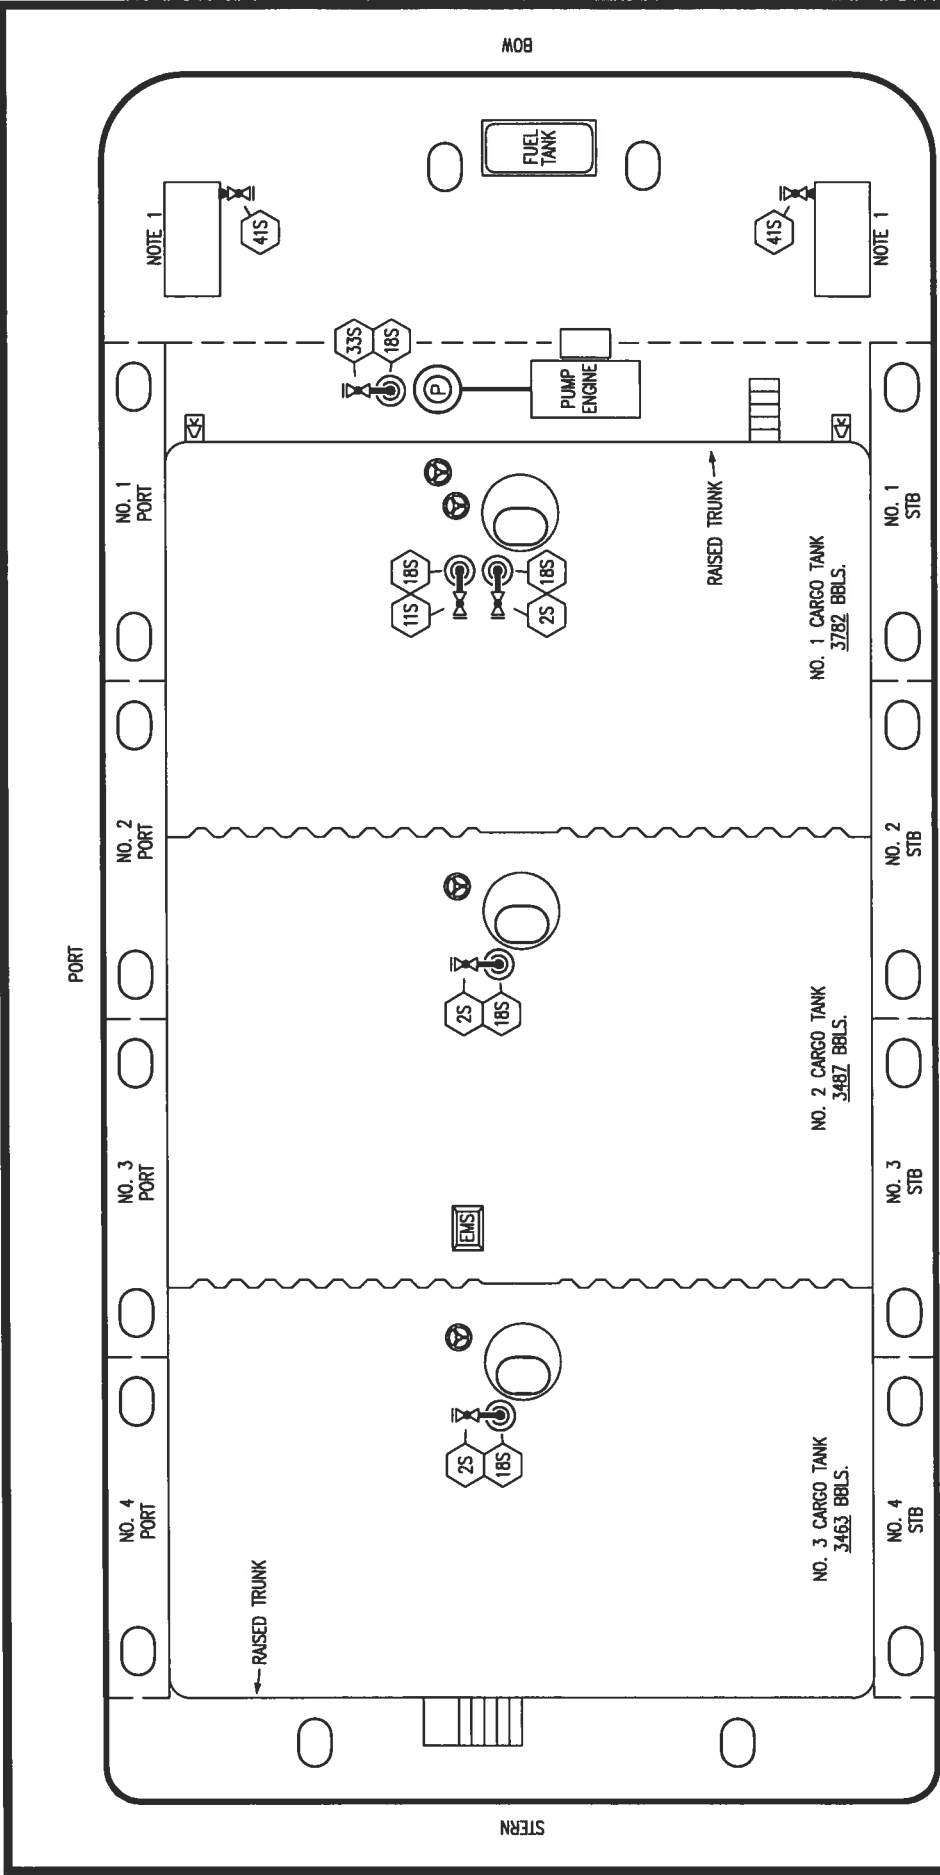 BOW
FUEL
TANK
NOTE 1
41S
41S
NOTE 1
33S
18S
P
PUMP
ENGINE
NO. 1
PORT
18S
11S
18S
2S
RAISED TRUNK
NO. 1 CARGO TANK
3782 BBLS.
NO. 1
STB
PORT
NO. 2
PORT
2S
18S
NO. 2 CARGO TANK
3487 BBLS.
NO. 2
STB
NO. 3
PORT
EMS
NO. 3
STB
NO. 4
PORT
2S
18S
NO. 3 CARGO TANK
3463 BBLS.
NO. 4
STB
RAISED TRUNK
STERN